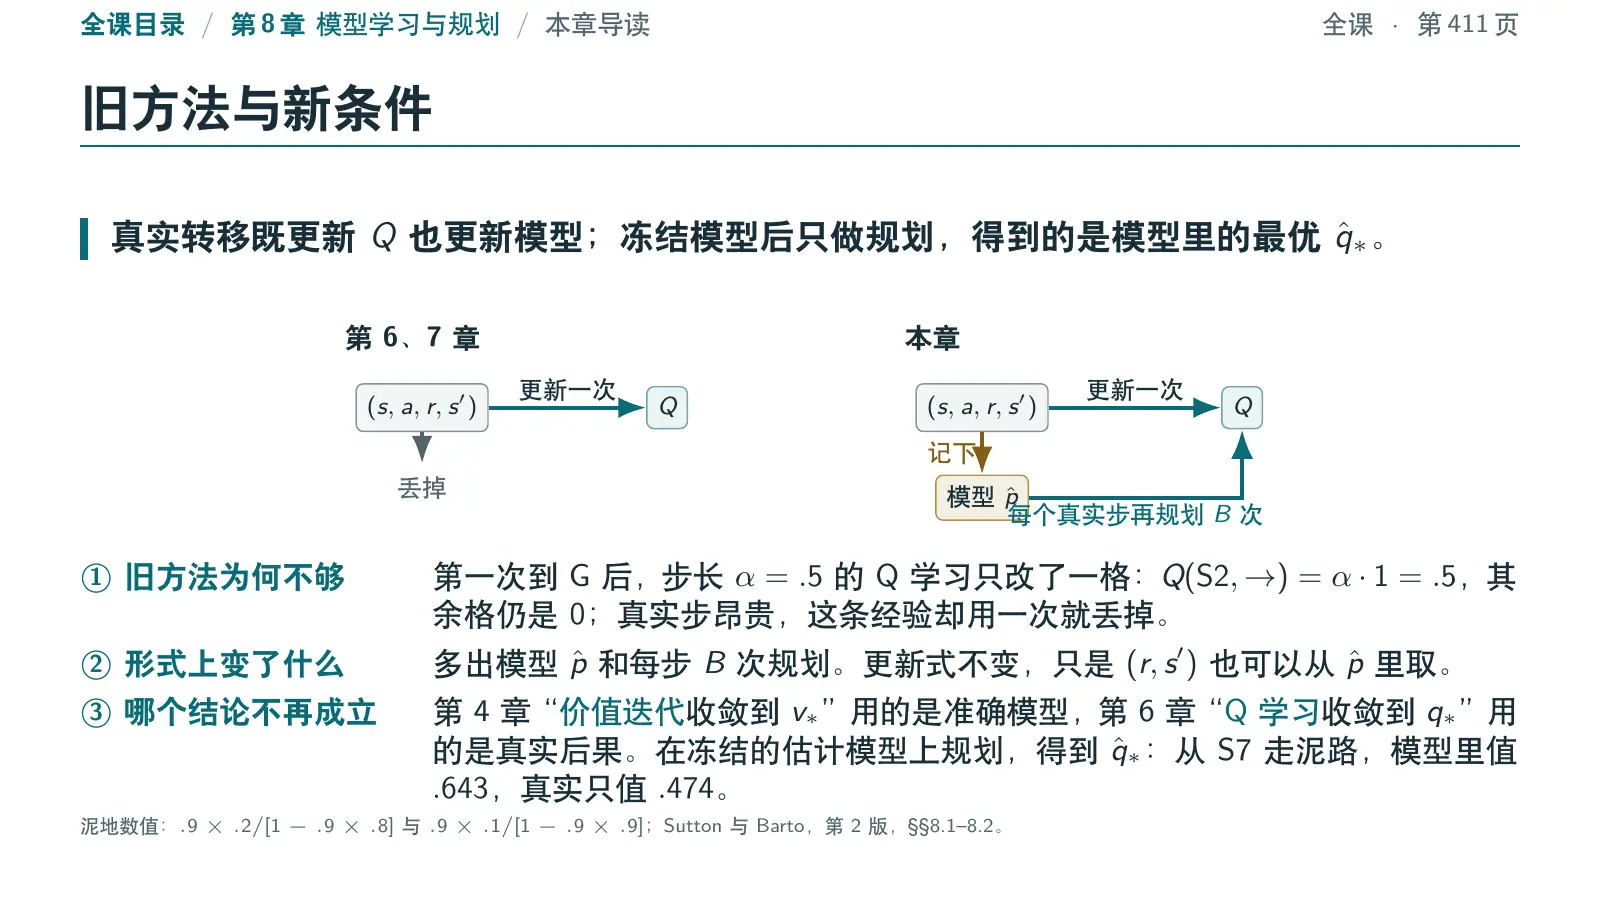 全课目录 / 第 8 章 模型学习与规划 / 本章导读
全课 · 第 411 页
旧方法与新条件
真实转移既更新 Q 也更新模型；冻结模型后只做规划，得到的是模型里的最优 q̂∗。
第 6、7 章
(s, a, r, s′)
更新一次
Q
丢掉
本章
(s, a, r, s′)
更新一次
Q
记下
模型 p̂
每个真实步再规划 B 次
① 旧方法为何不够
第一次到 G 后，步长 α = .5 的 Q 学习只改了一格：Q(S2, →) = α · 1 = .5，其
余格仍是 0；真实步昂贵，这条经验却用一次就丢掉。
② 形式上变了什么
多出模型 p̂ 和每步 B 次规划。更新式不变，只是 (r, s′) 也可以从 p̂ 里取。
③ 哪个结论不再成立
第 4 章 “价值迭代收敛到 v∗” 用的是准确模型，第 6 章 “Q 学习收敛到 q∗” 用
的是真实后果。在冻结的估计模型上规划，得到 q̂∗：从 S7 走泥路，模型里值
.643，真实只值 .474。
泥地数值：.9 × .2/[1 − .9 × .8] 与 .9 × .1/[1 − .9 × .9]；Sutton 与 Barto，第 2 版，§§8.1–8.2。